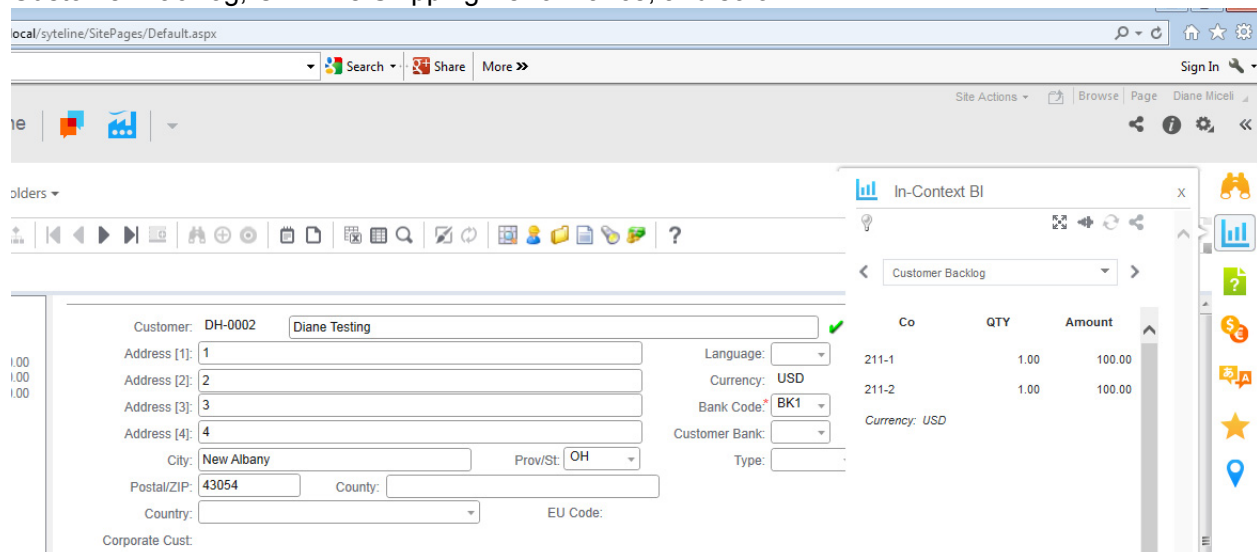 local/syteline/SitePages/Default.aspx
Search Share More » Sign In
Site Actions Browse Page Diane Miceli
In-Context BI x
Customer Backlog
Co QTY Amount
211-1 1.00 100.00
211-2 1.00 100.00
Currency: USD
Customer: DH-0002 Diane Testing
Address [1]: 1 Language:
Address [2]: 2 Currency: USD
Address [3]: 3 Bank Code:* BK1
Address [4]: 4 Customer Bank:
City: New Albany Prov/St: OH Type:
Postal/ZIP: 43054 County:
Country: EU Code:
Corporate Cust: